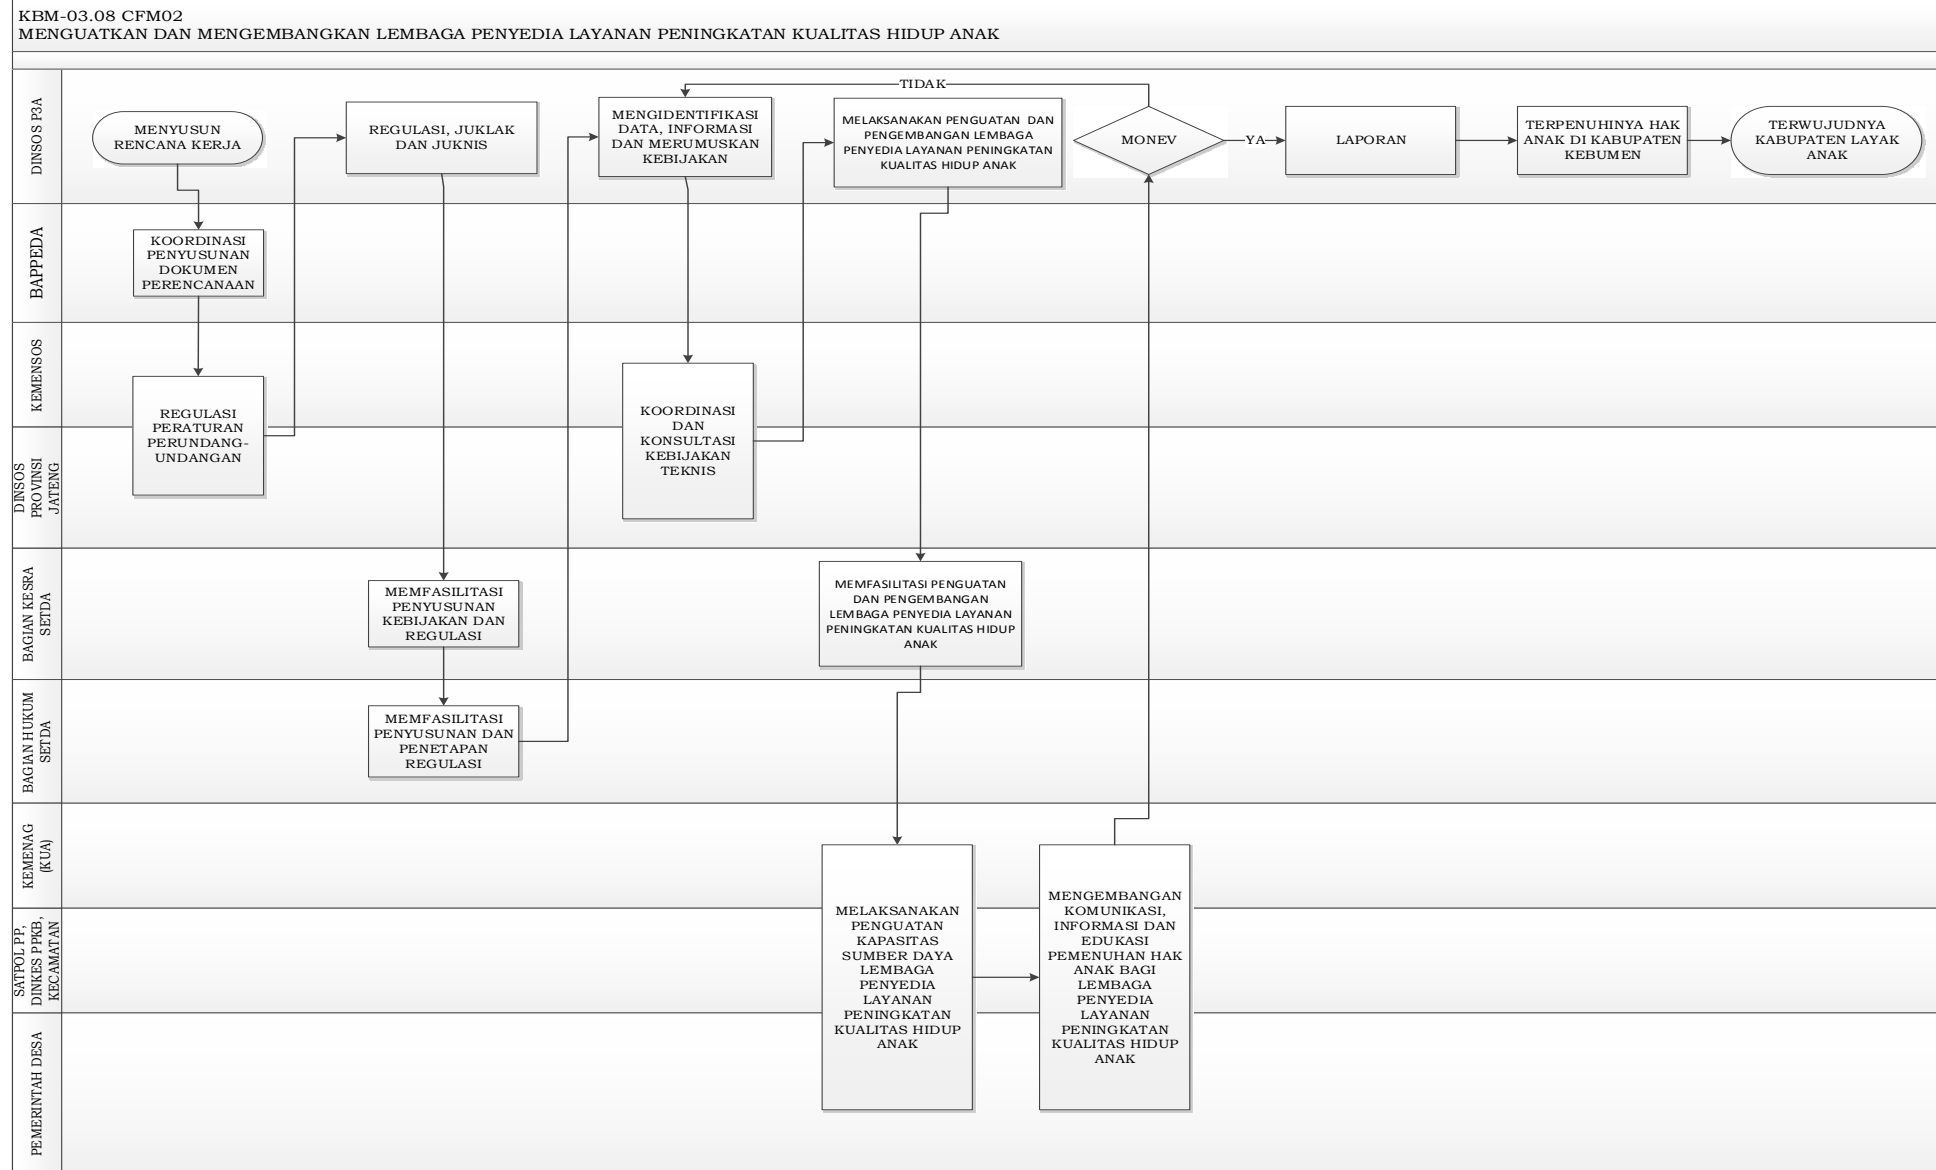 KBM-03.08 CFM02
MENGUATKAN DAN MENGEMBANGKAN LEMBAGA PENYEDIA LAYANAN PENINGKATAN KUALITAS HIDUP ANAK
DINSOS P3A
MENYUSUN
RENCANA KERJA
REGULASI, JUKLAK
DAN JUKNIS
MENGIDENTIFIKASI
DATA, INFORMASI
DAN MERUMUSKAN
KEBIJAKAN
MELAKSANAKAN PENGUATAN DAN
PENGEMBANGAN LEMBAGA
PENYEDIA LAYANAN PENINGKATAN
KUALITAS HIDUP ANAK
TIDAK
MONEV
YA
LAPORAN
TERPENUHINYA HAK
ANAK DI KABUPATEN
KEBUMEN
TERWUJUDNYA
KABUPATEN LAYAK
ANAK
BAPPEDA
KOORDINASI
PENYUSUNAN
DOKUMEN
PERENCANAAN
KEMENSOS
REGULASI
PERATURAN
PERUNDANG-
UNDANGAN
KOORDINASI
DAN
KONSULTASI
KEBIJAKAN
TEKNIS
DINSOS
PROVINSI
JATENG
BAGIAN KESRA
SETDA
MEMFASILITASI
PENYUSUNAN
KEBIJAKAN DAN
REGULASI
MEMFASILITASI PENGUATAN
DAN PENGEMBANGAN
LEMBAGA PENYEDIA LAYANAN
PENINGKATAN KUALITAS HIDUP
ANAK
BAGIAN HUKUM
SETDA
MEMFASILITASI
PENYUSUNAN DAN
PENETAPAN
REGULASI
KEMENAG
(KUA)
SATPOL PP,
DINKES PPKB,
KECAMATAN
PEMERINTAH DESA
MELAKSANAKAN
PENGUATAN
KAPASITAS
SUMBER DAYA
LEMBAGA
PENYEDIA
LAYANAN
PENINGKATAN
KUALITAS HIDUP
ANAK
MENGEMBANGAN
KOMUNIKASI,
INFORMASI DAN
EDUKASI
PEMENUHAN HAK
ANAK BAGI
LEMBAGA
PENYEDIA
LAYANAN
PENINGKATAN
KUALITAS HIDUP
ANAK